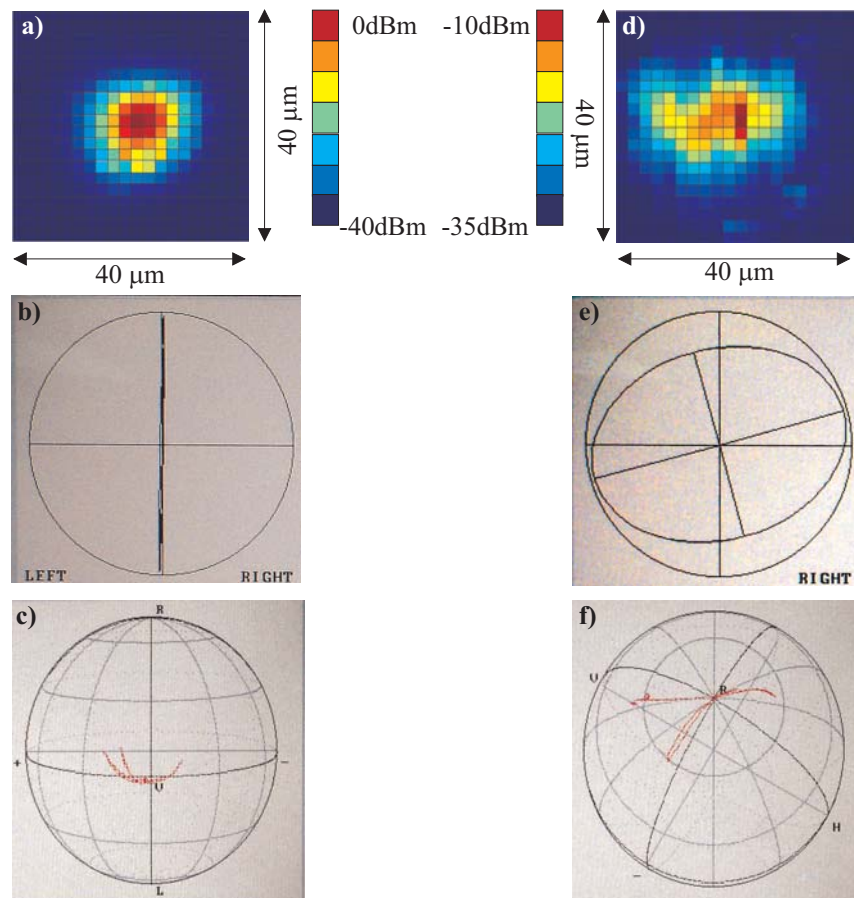 a)
0dBm
-40dBm
40 μm
40 μm
-10dBm
-35dBm
d)
40 μm
40 μm
b)
LEFT
RIGHT
e)
RIGHT
c)
R
+
-
U
L
f)
U
R
H
-